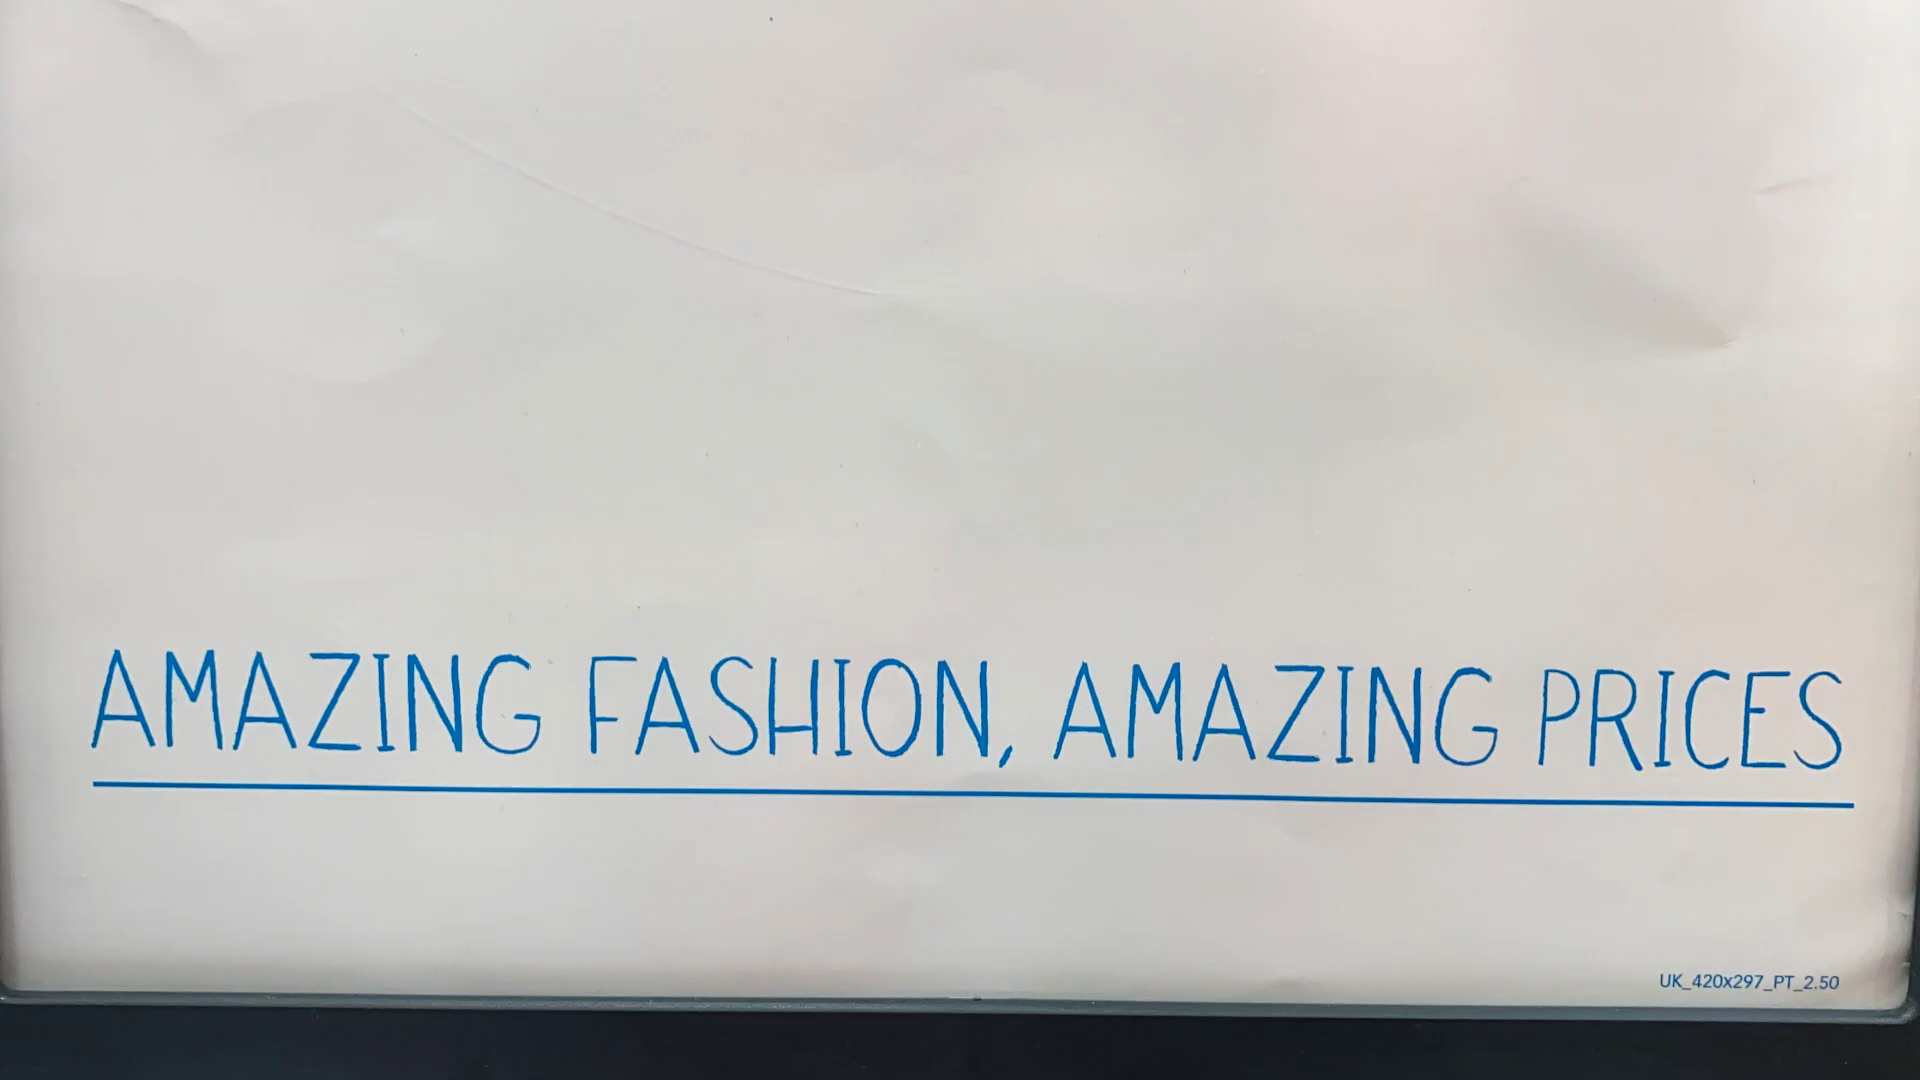 AMAZING FASHION, AMAZING PRICES
UK_420x297_PT_2.50